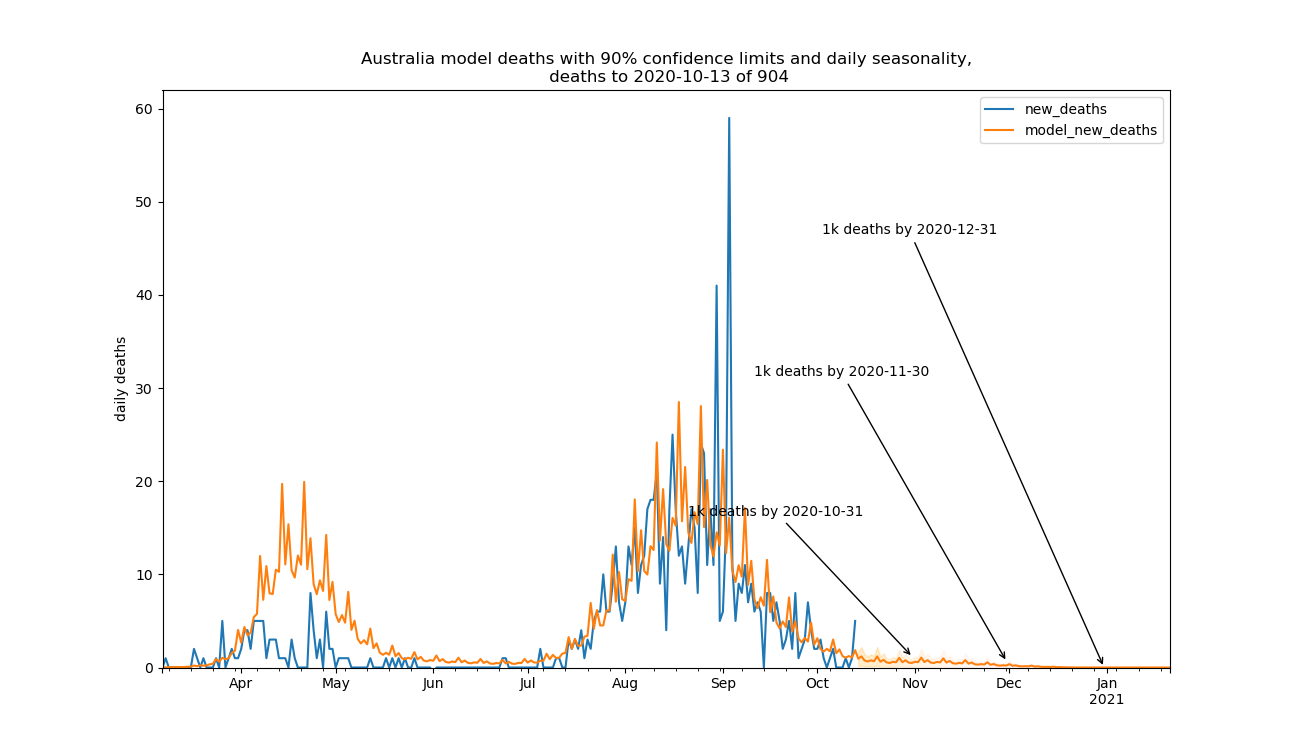 Australia model deaths with 90% confidence limits and daily seasonality,
deaths to 2020-10-13 of 904
new_deaths
model_new_deaths
60
50
40
30
20
10
0
daily deaths
1k deaths by 2020-12-31
1k deaths by 2020-11-30
1k deaths by 2020-10-31
Apr May Jun Jul Aug Sep Oct Nov Dec Jan
2021